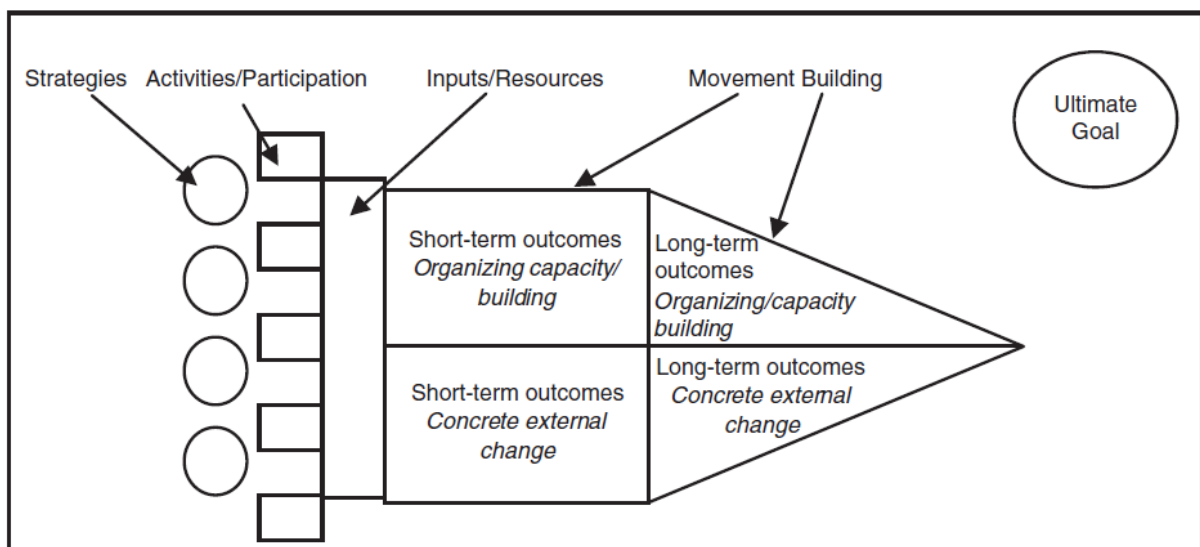 Strategies
Activities/Participation
Inputs/Resources
Movement Building
Ultimate
Goal
Short-term outcomes
Organizing capacity/
building
Long-term
outcomes
Organizing/capacity
building
Short-term outcomes
Concrete external
change
Long-term outcomes
Concrete external
change